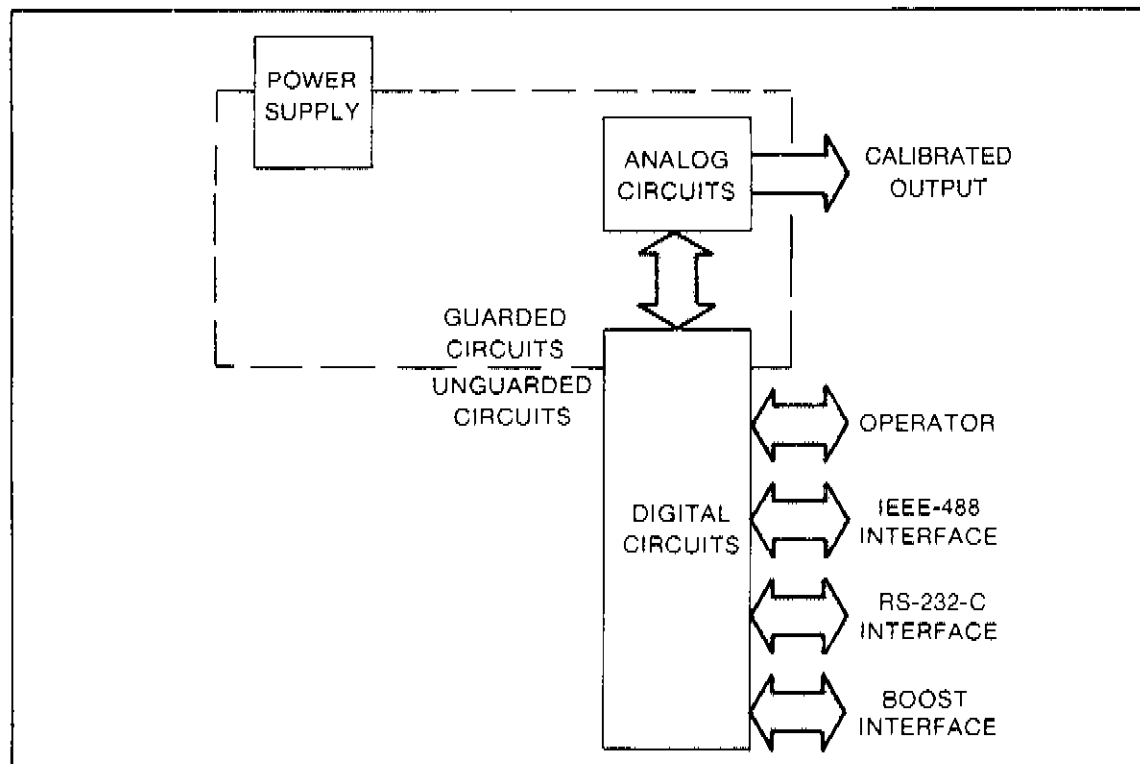 POWER
SUPPLY
ANALOG
CIRCUITS
CALIBRATED
OUTPUT
GUARDED
CIRCUITS
UNGUARDED
CIRCUITS
OPERATOR
DIGITAL
CIRCUITS
IEEE-488
INTERFACE
RS-232-C
INTERFACE
BOOST
INTERFACE